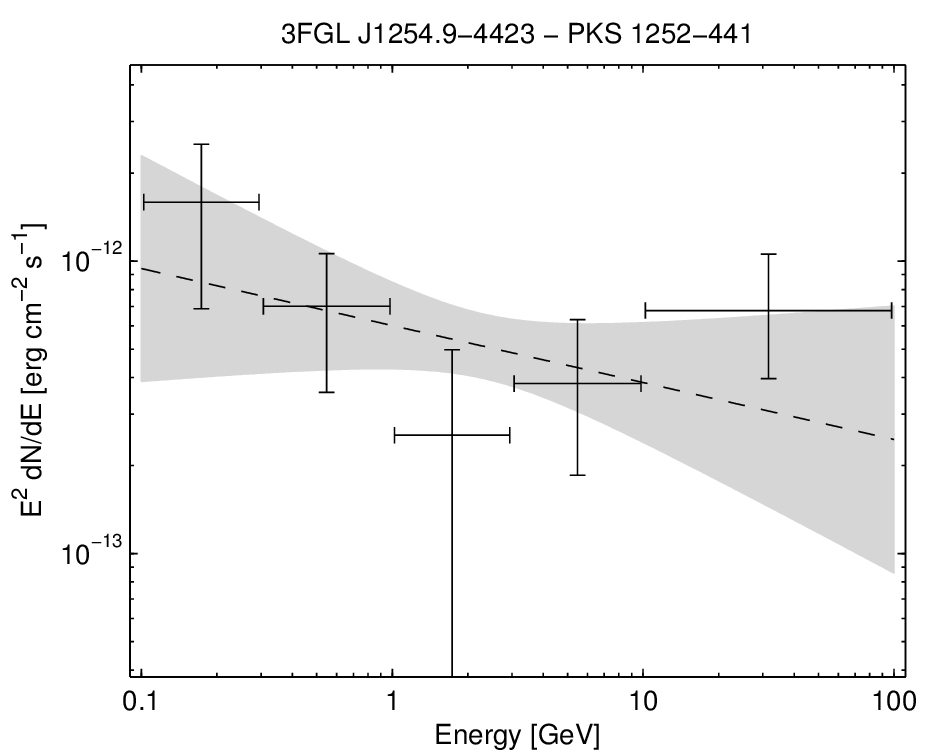 3FGL J1254.9−4423 − PKS 1252−441
E² dN/dE [erg cm⁻² s⁻¹]
10⁻¹²
10⁻¹³
0.1 1 10 100
Energy [GeV]